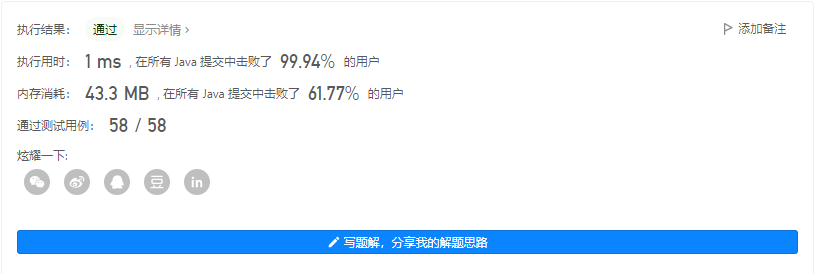 执行结果： 通过 显示详情 › 添加备注
执行用时： 1 ms , 在所有 Java 提交中击败了 99.94% 的用户
内存消耗： 43.3 MB , 在所有 Java 提交中击败了 61.77% 的用户
通过测试用例： 58 / 58
炫耀一下:
豆 in
写题解，分享我的解题思路